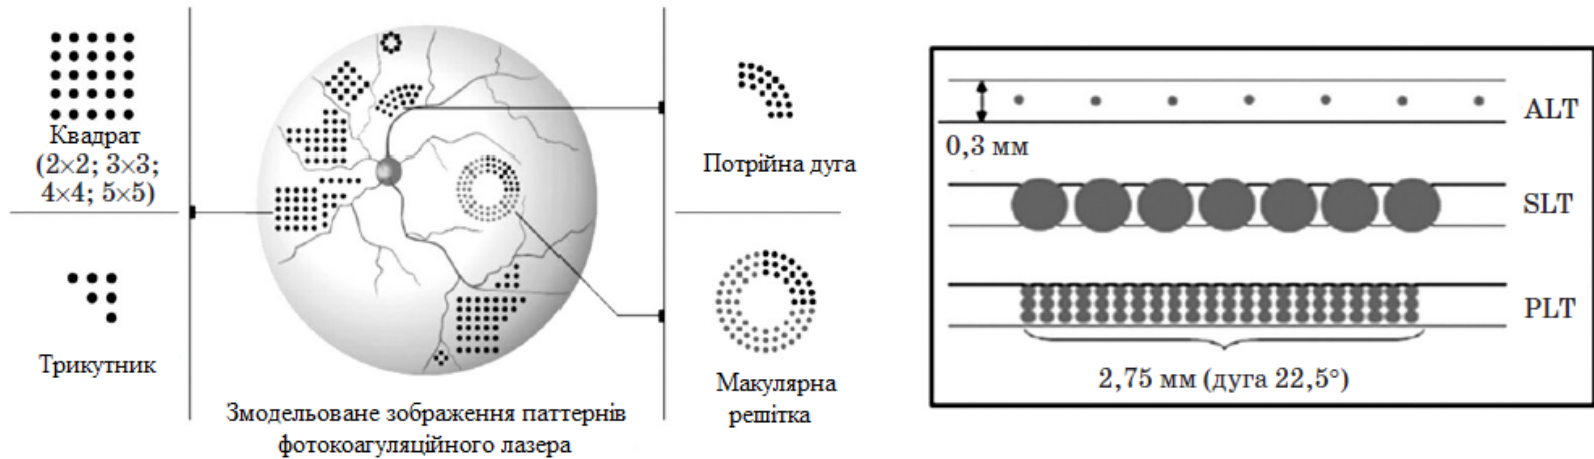 Квадрат
(2×2; 3×3;
4×4; 5×5)
Трикутник
Змодельоване зображення паттернів
фотокоагуляційного лазера
Потрійна дуга
Макулярна
решітка
ALT
0,3 мм
SLT
PLT
2,75 мм (дуга 22,5°)